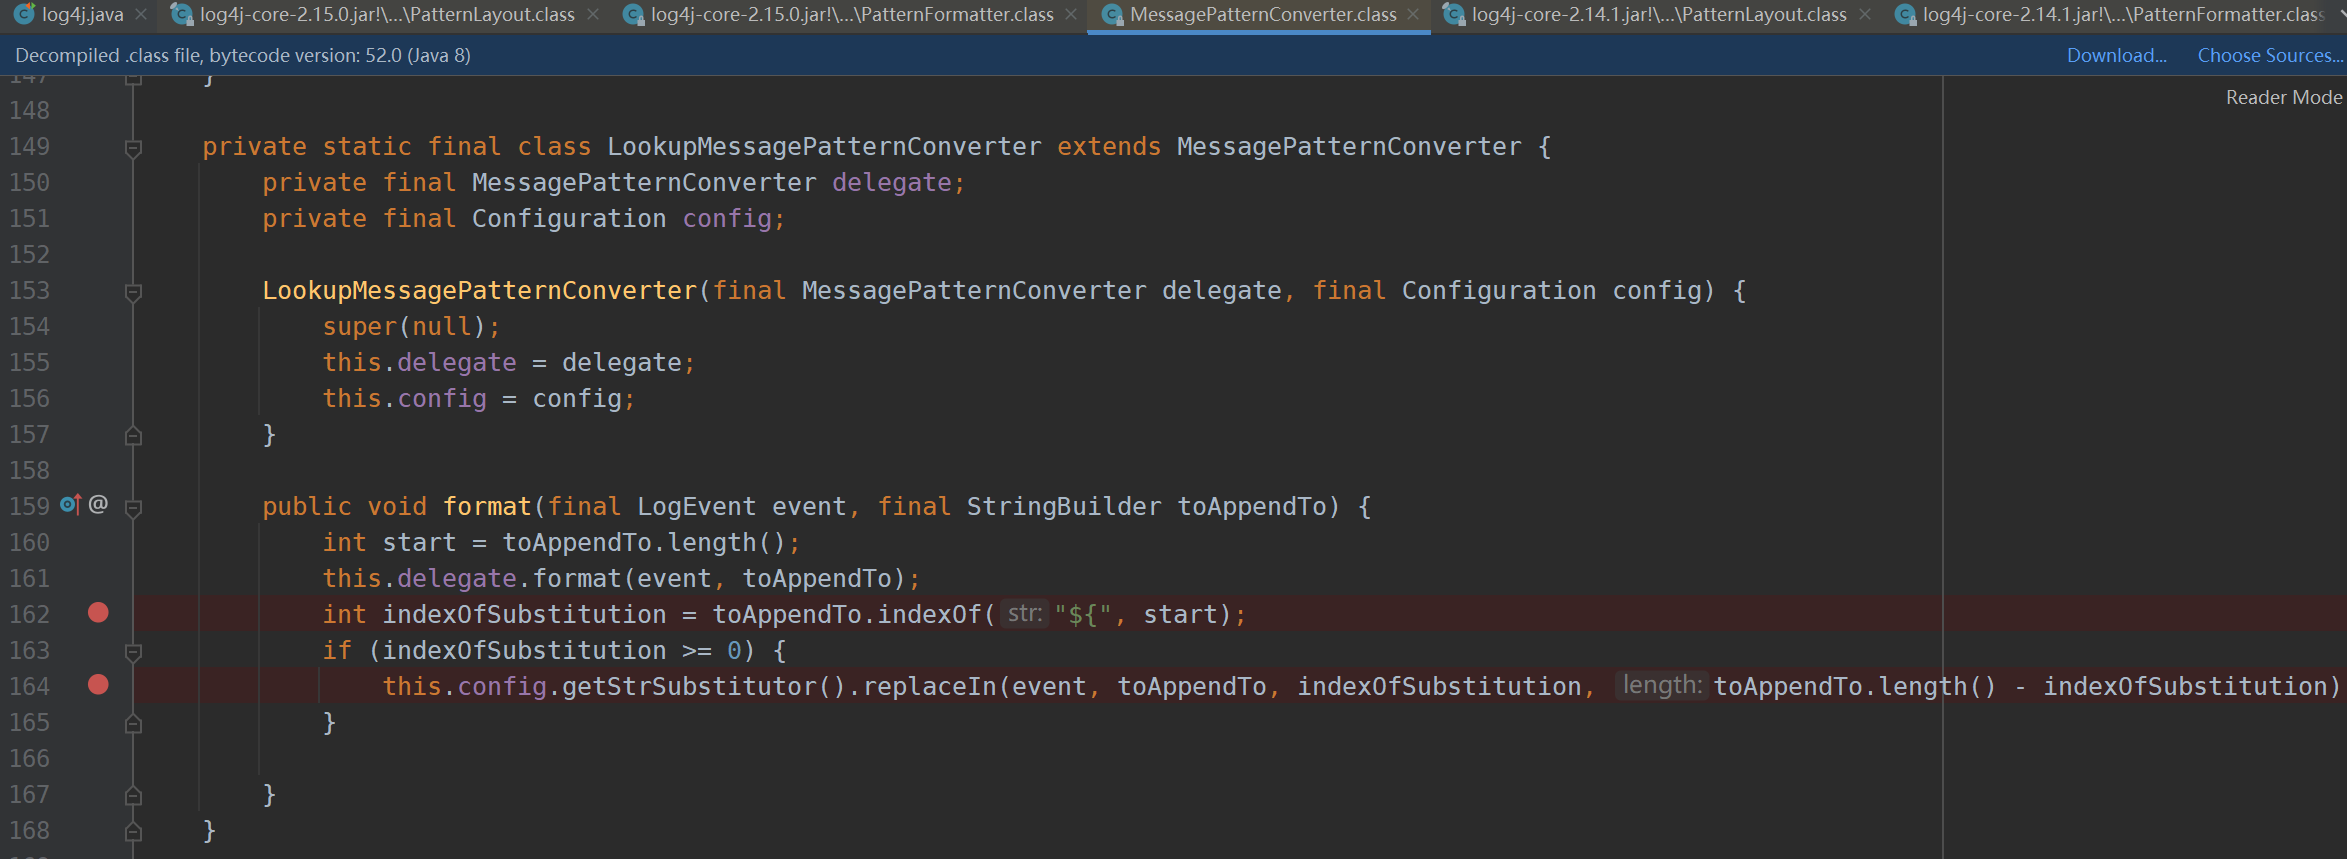 log4j.java log4j-core-2.15.0.jar!\...\PatternLayout.class log4j-core-2.15.0.jar!\...\PatternFormatter.class MessagePatternConverter.class log4j-core-2.14.1.jar!\...\PatternLayout.class log4j-core-2.14.1.jar!\...\PatternFormatter.class
Decompiled .class file, bytecode version: 52.0 (Java 8) Download... Choose Sources...
147 }
Reader Mode
148
149 private static final class LookupMessagePatternConverter extends MessagePatternConverter {
150 private final MessagePatternConverter delegate;
151 private final Configuration config;
152
153 LookupMessagePatternConverter(final MessagePatternConverter delegate, final Configuration config) {
154 super(null);
155 this.delegate = delegate;
156 this.config = config;
157 }
158
159 @ public void format(final LogEvent event, final StringBuilder toAppendTo) {
160 int start = toAppendTo.length();
161 this.delegate.format(event, toAppendTo);
162 int indexOfSubstitution = toAppendTo.indexOf( str: "${", start);
163 if (indexOfSubstitution >= 0) {
164 this.config.getStrSubstitutor().replaceIn(event, toAppendTo, indexOfSubstitution, length: toAppendTo.length() - indexOfSubstitution)
165 }
166
167 }
168 }